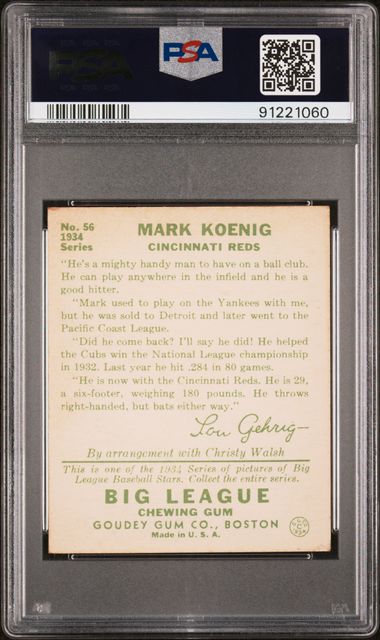 PSA
PSA
91221060
No. 56
1934
Series
MARK KOENIG
CINCINNATI REDS
"He's a mighty handy man to have on a ball club.
He can play anywhere in the infield and he is a
good hitter.
"Mark used to play on the Yankees with me,
but he was sold to Detroit and later went to the
Pacific Coast League.
"Did he come back? I'll say he did! He helped
the Cubs win the National League championship
in 1932. Last year he hit .284 in 80 games.
"He is now with the Cincinnati Reds. He is 29,
a six-footer, weighing 180 pounds. He throws
right-handed, but bats either way."
Lou Gehrig
By arrangement with Christy Walsh
This is one of the 1934 Series of pictures of Big
League Baseball Stars. Collect the entire series.
BIG LEAGUE
CHEWING GUM
GOUDEY GUM CO., BOSTON
Made in U. S. A.